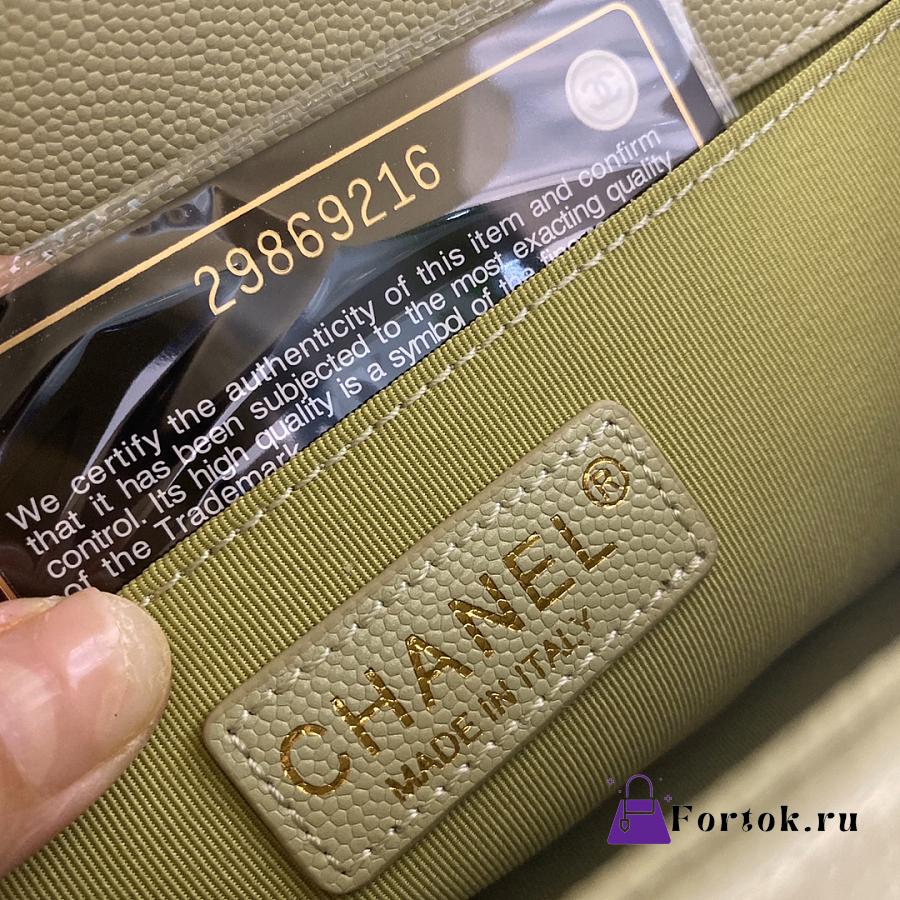 29869216
We certify the authenticity of this item and confirm
that it has been subjected to the most exacting quality
control. Its high quality is a symbol of the
of the Trademark
CHANEL®
MADE IN ITALY
Fortok.ru